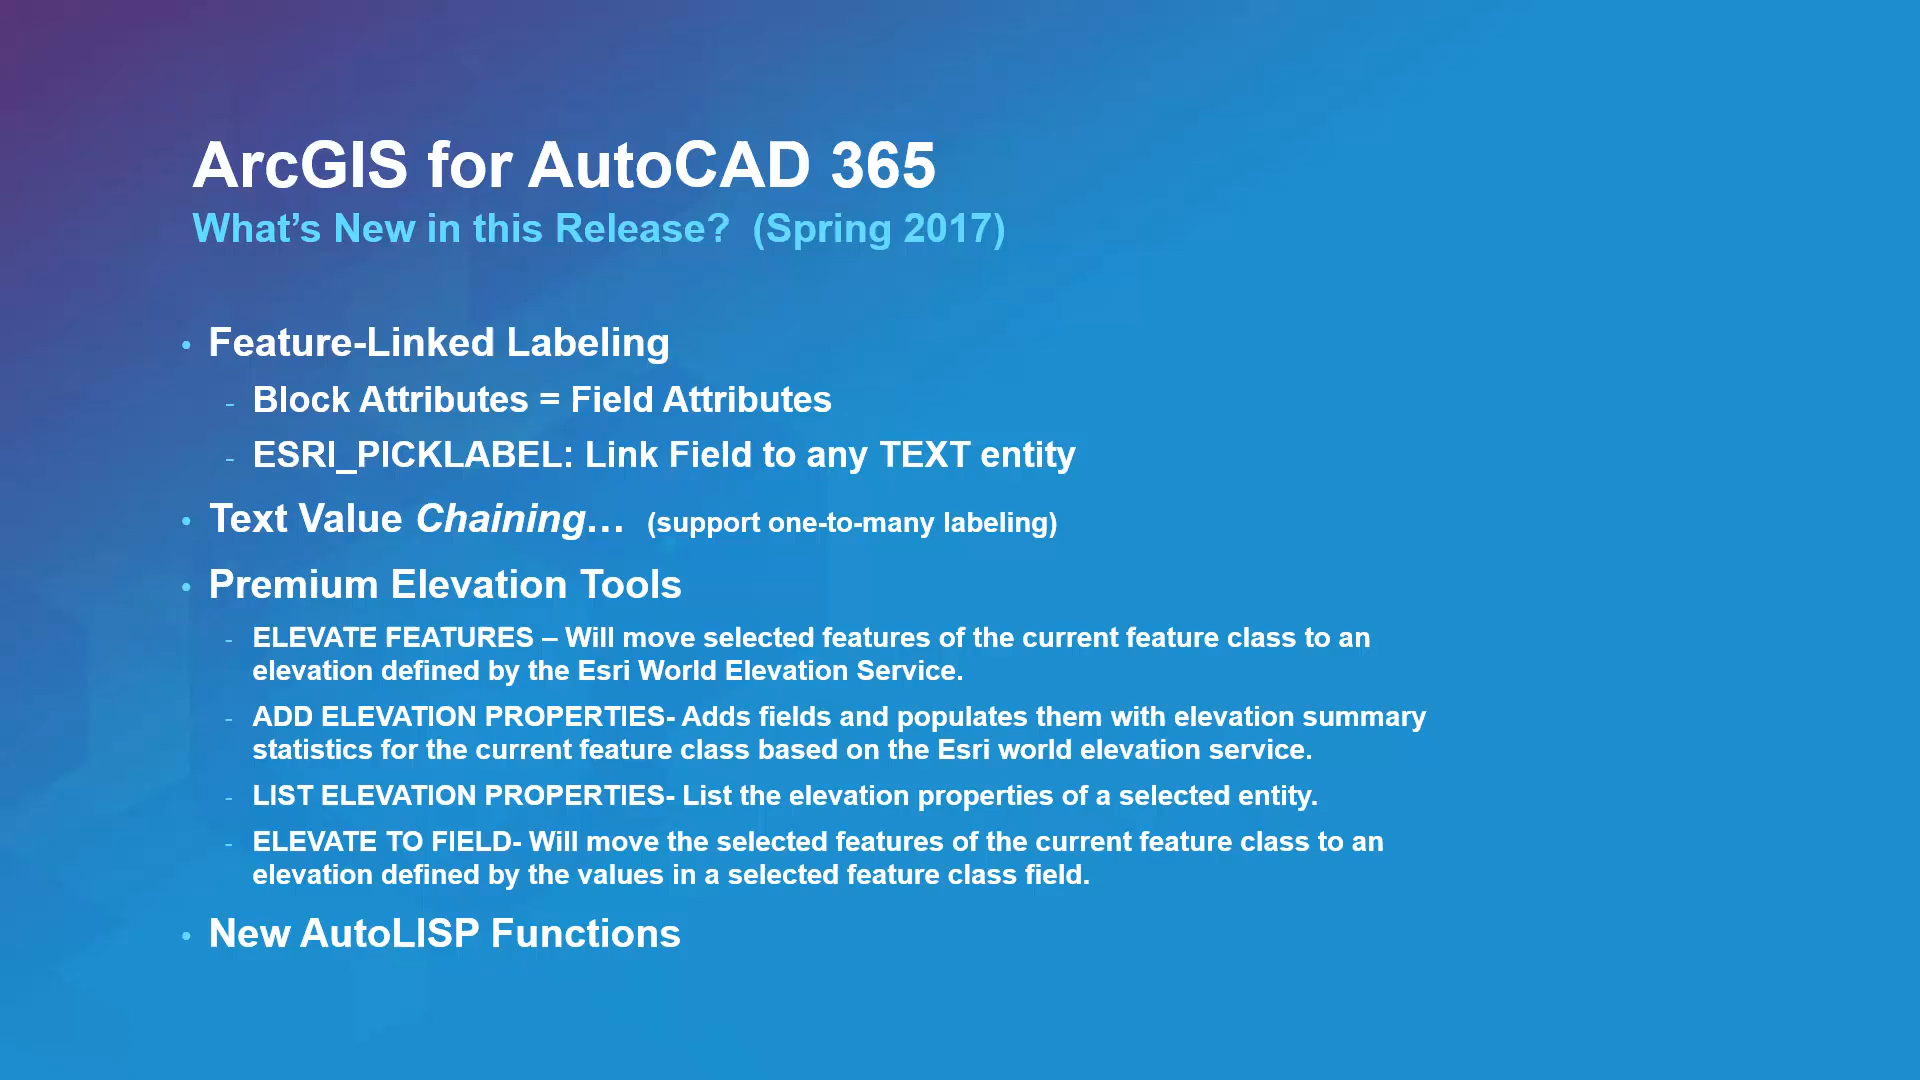 ArcGIS for AutoCAD 365
What’s New in this Release?  (Spring 2017)
• Feature-Linked Labeling
- Block Attributes = Field Attributes
- ESRI_PICKLABEL: Link Field to any TEXT entity
• Text Value Chaining…  (support one-to-many labeling)
• Premium Elevation Tools
- ELEVATE FEATURES – Will move selected features of the current feature class to an
elevation defined by the Esri World Elevation Service.
- ADD ELEVATION PROPERTIES- Adds fields and populates them with elevation summary
statistics for the current feature class based on the Esri world elevation service.
- LIST ELEVATION PROPERTIES- List the elevation properties of a selected entity.
- ELEVATE TO FIELD- Will move the selected features of the current feature class to an
elevation defined by the values in a selected feature class field.
• New AutoLISP Functions